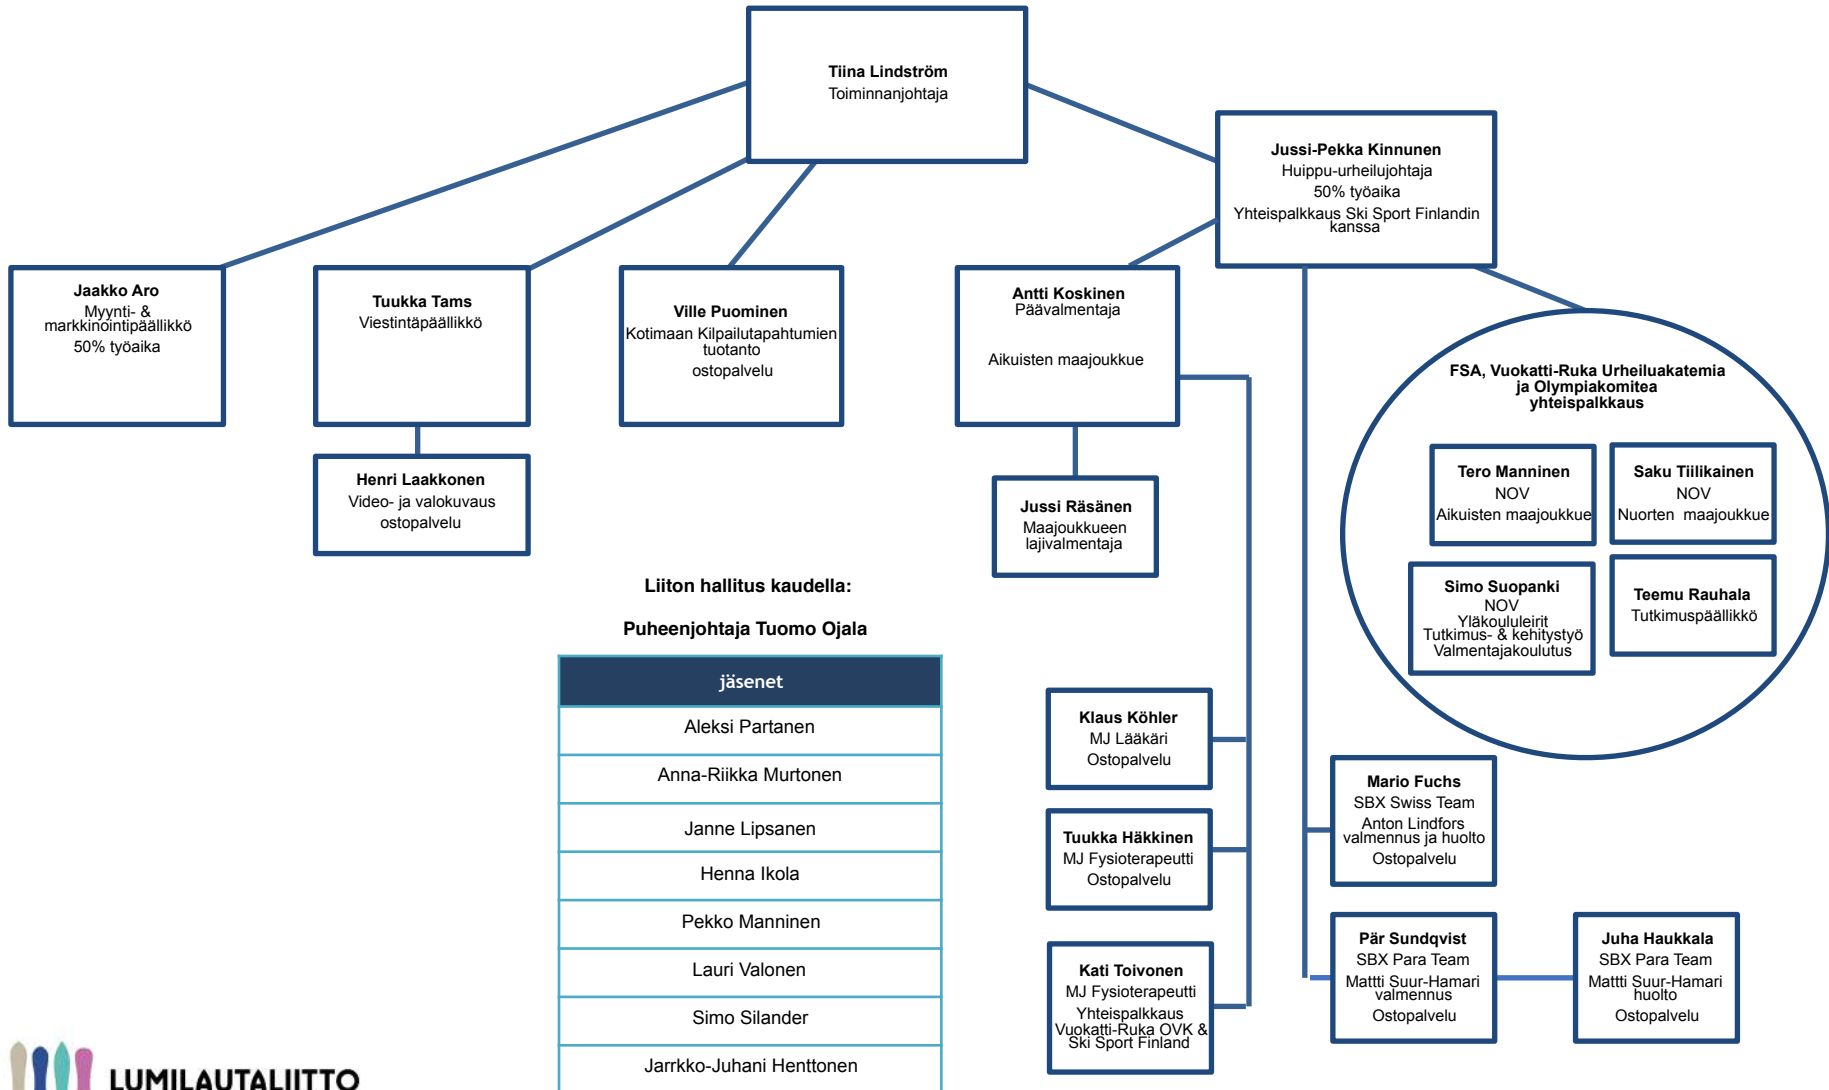 Tiina Lindström
Toiminnanjohtaja
Jussi-Pekka Kinnunen
Huippu-urheilujohtaja
50% työaika
Yhteispalkkaus Ski Sport Finlandin
kanssa
Jaakko Aro
Myynti- &
markkinointipäällikkö
50% työaika
Tuukka Tams
Viestintäpäällikkö
Ville Puominen
Kotimaan Kilpailutapahtumien
tuotanto
ostopalvelu
Antti Koskinen
Päävalmentaja
Aikuisten maajoukkue
FSA, Vuokatti-Ruka Urheiluakatemia
ja Olympiakomitea
yhteispalkkaus
Tero Manninen
NOV
Aikuisten maajoukkue
Saku Tiilikainen
NOV
Nuorten maajoukkue
Simo Suopanki
NOV
Yläkoululeirit
Tutkimus- & kehitystyö
Valmentajakoulutus
Teemu Rauhala
Tutkimuspäällikkö
Henri Laakkonen
Video- ja valokuvaus
ostopalvelu
Jussi Räsänen
Maajoukkueen
lajivalmentaja
Liiton hallitus kaudella:
Puheenjohtaja Tuomo Ojala
jäsenet
Aleksi Partanen
Anna-Riikka Murtonen
Janne Lipsanen
Henna Ikola
Pekko Manninen
Lauri Valonen
Simo Silander
Jarrkko-Juhani Henttonen
Klaus Köhler
MJ Lääkäri
Ostopalvelu
Tuukka Häkkinen
MJ Fysioterapeutti
Ostopalvelu
Kati Toivonen
MJ Fysioterapeutti
Yhteispalkkaus
Vuokatti-Ruka OVK &
Ski Sport Finland
Mario Fuchs
SBX Swiss Team
Anton Lindfors
valmennus ja huolto
Ostopalvelu
Pär Sundqvist
SBX Para Team
Mattti Suur-Hamari
valmennus
Ostopalvelu
Juha Haukkala
SBX Para Team
Mattti Suur-Hamari
huolto
Ostopalvelu
LUMILAUTALIITTO